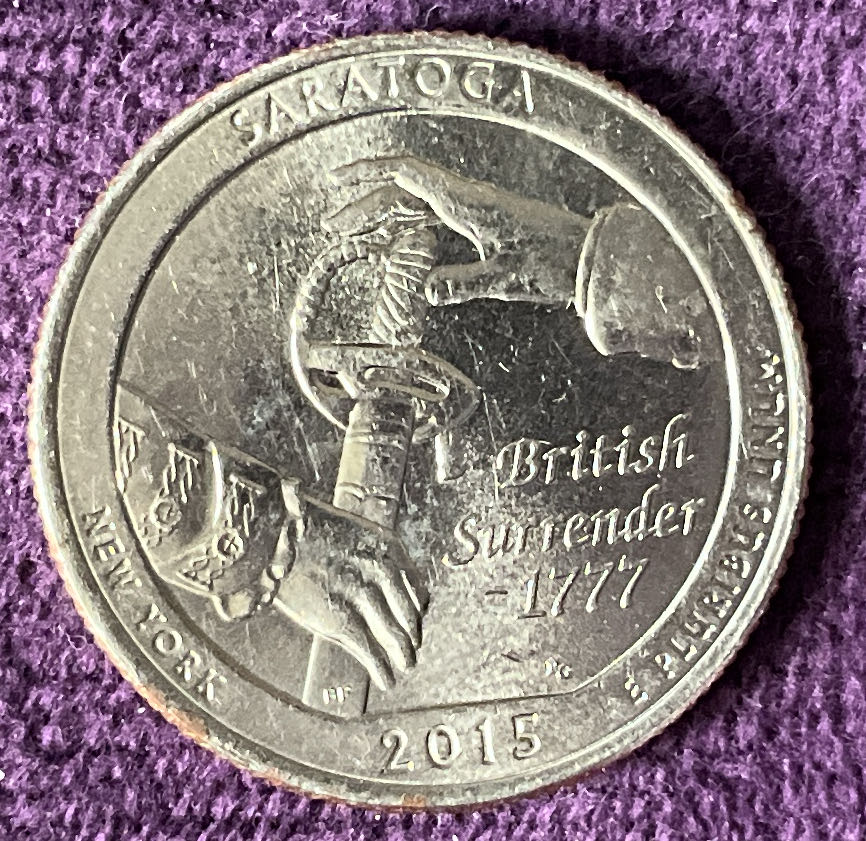 SARATOGA
British
Surrender
-1777
NEW YORK
2015
E PLURIBUS UNUM